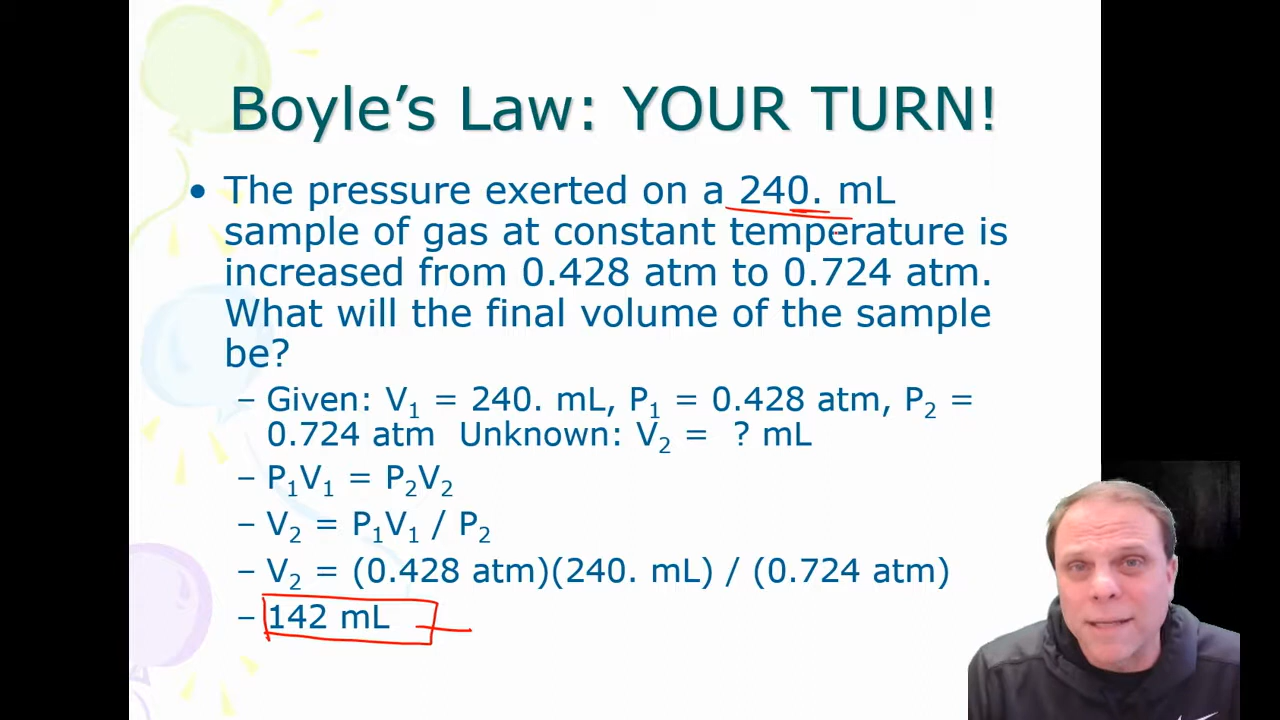 Boyle’s Law: YOUR TURN!
• The pressure exerted on a 240. mL
sample of gas at constant temperature is
increased from 0.428 atm to 0.724 atm.
What will the final volume of the sample
be?
– Given: V₁ = 240. mL, P₁ = 0.428 atm, P₂ =
0.724 atm Unknown: V₂ = ? mL
– P₁V₁ = P₂V₂
– V₂ = P₁V₁ / P₂
– V₂ = (0.428 atm)(240. mL) / (0.724 atm)
– 142 mL